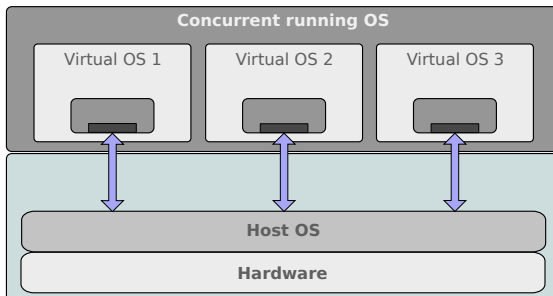 Concurrent running OS
Virtual OS 1
Virtual OS 2
Virtual OS 3
Host OS
Hardware